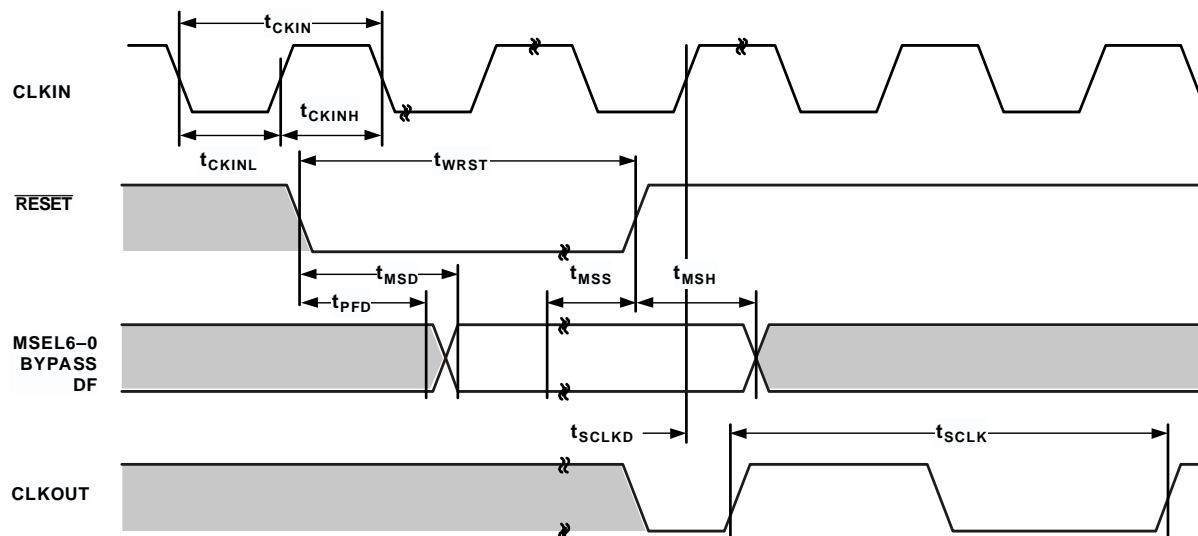 tCKIN
CLKIN
tCKINH
tCKINL
tWRST
RESET
tMSD
tMSS
tMSH
tPFD
MSEL6–0
BYPASS
DF
tSCLKD
tSCLK
CLKOUT